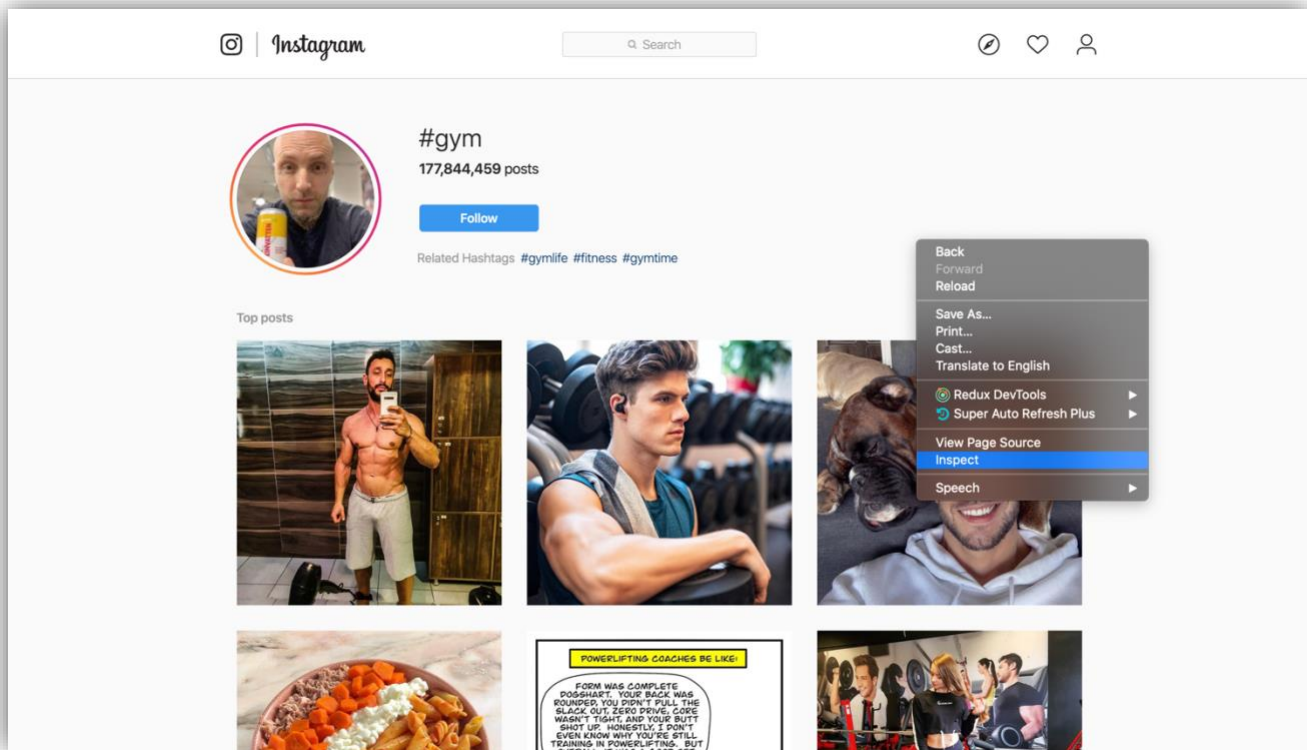 Instagram
Search
#gym
177,844,459 posts
Follow
Related Hashtags #gymlife #fitness #gymtime
Back
Forward
Reload
Save As...
Print...
Cast...
Translate to English
Redux DevTools
Super Auto Refresh Plus
View Page Source
Inspect
Speech
Top posts
POWERLIFTING COACHES BE LIKE:
FORM WAS COMPLETE
DOGSHART. YOUR BACK WAS
ROUNDED, YOU DIDN'T PULL THE
SLACK OUT, ZERO DRIVE, CORE
WASN'T TIGHT, AND YOUR BUTT
SHOT UP. HONESTLY, I DON'T
EVEN KNOW WHY YOU'RE STILL
TRAINING IN POWERLIFTING. BUT